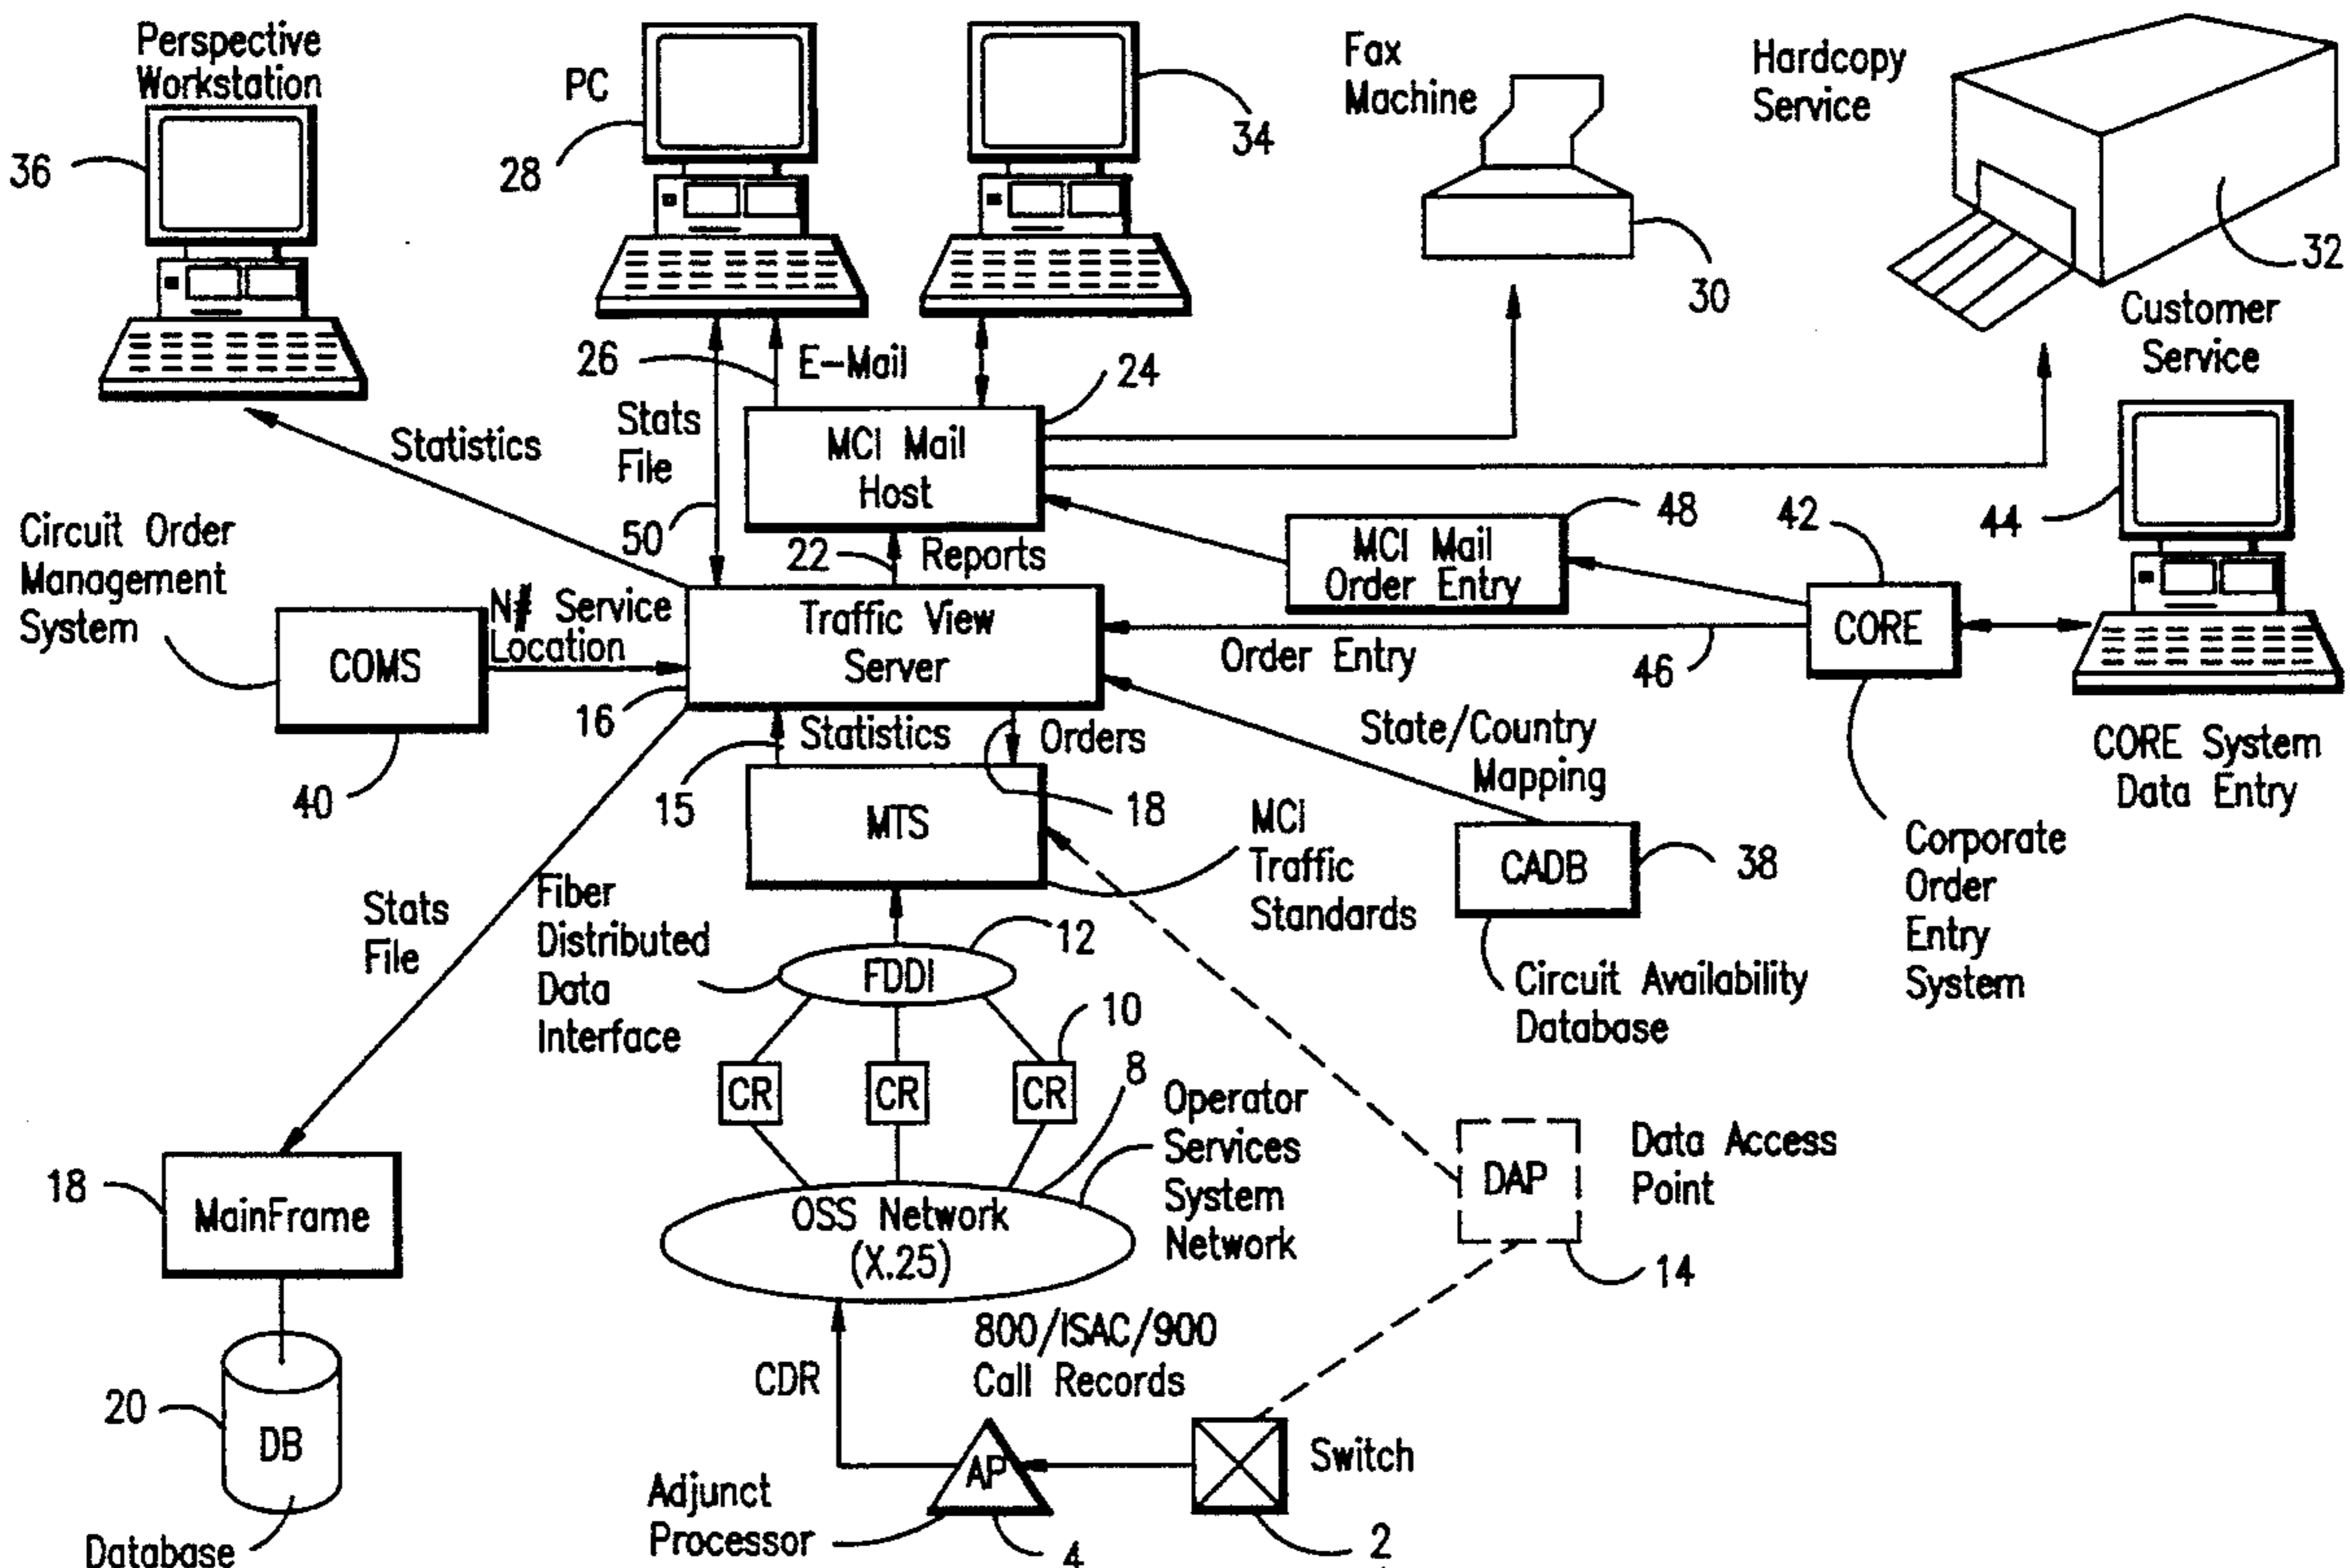 Perspective
Workstation
36
PC
28
34
Fax
Machine
30
Hardcopy
Service
32
Customer
Service
26
E-Mail
24
Statistics
Stats
File
MCI Mail
Host
50
22
Reports
MCI Mail
Order Entry
48
42
44
Circuit Order
Management
System
COMS
40
N# Service
Location
Traffic View
Server
16
Order Entry
46
CORE
CORE System
Data Entry
Corporate
Order
Entry
System
Statistics
15
Orders
18
MTS
MCI
Traffic
Standards
State/Country
Mapping
CADB
38
Circuit Availability
Database
Stats
File
Fiber
Distributed
Data
Interface
FDDI
12
CR
CR
CR
10
8
Operator
Services
System
Network
OSS Network
(X.25)
DAP
Data Access
Point
14
18
MainFrame
20
DB
Database
CDR
800/ISAC/900
Call Records
AP
Adjunct
Processor
4
Switch
2